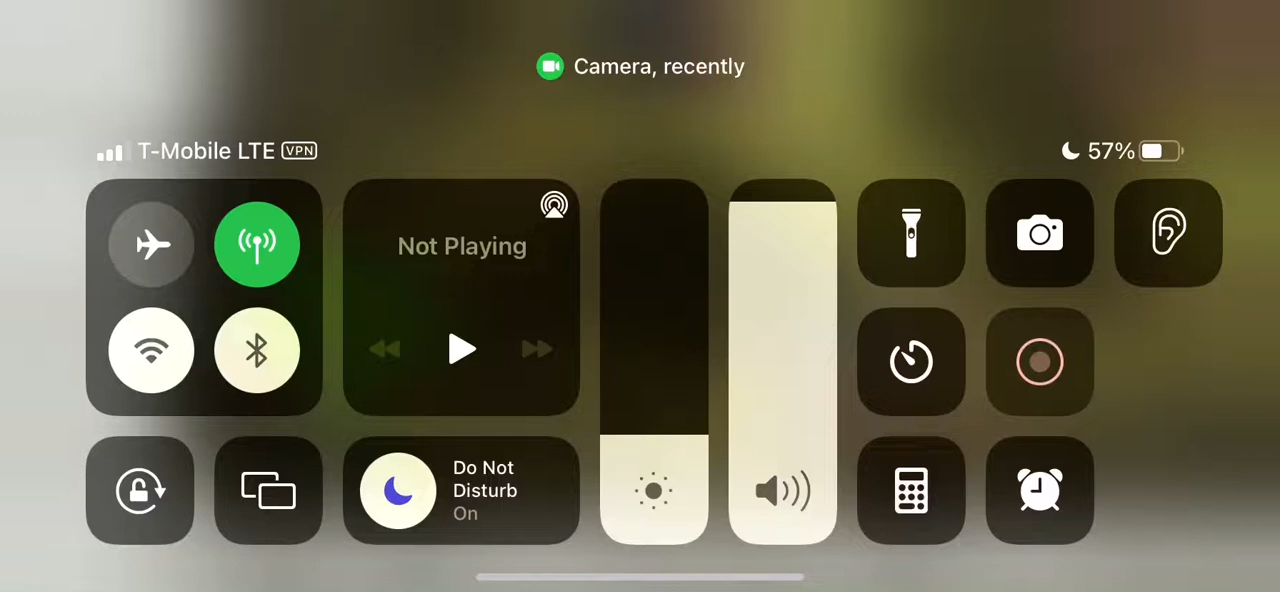 Camera, recently
T-Mobile LTE VPN
57%
Not Playing
Do Not
Disturb
On